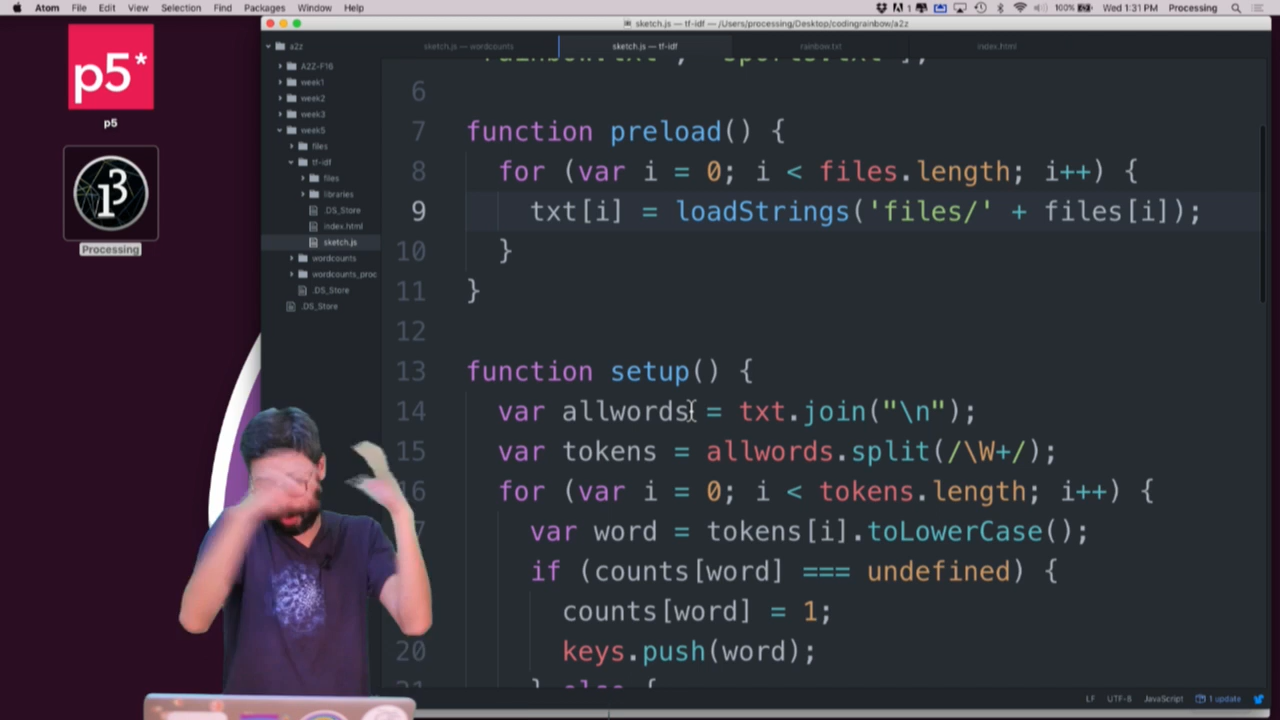 Atom File Edit View Selection Find Packages Window Help
1 100% Wed 1:31 PM Processing
sketch.js — tf-idf — /Users/processing/Desktop/codingrainbow/a2z
a2z
sketch.js — wordcounts sketch.js — tf-idf rainbow.txt index.html
A2Z-F16
week1
week2
week3
week5
files
tf-idf
files
libraries
.DS_Store
index.html
sketch.js
wordcounts
wordcounts_proc
.DS_Store
.DS_Store
p5*
p5
Processing
6
7 function preload() {
8 for (var i = 0; i < files.length; i++) {
9 txt[i] = loadStrings('files/' + files[i]);
10 }
11 }
12
13 function setup() {
14 var allwords = txt.join("\n");
15 var tokens = allwords.split(/\W+/);
16 for (var i = 0; i < tokens.length; i++) {
7 var word = tokens[i].toLowerCase();
if (counts[word] === undefined) {
counts[word] = 1;
20 keys.push(word);
21 } else {
LF UTF-8 JavaScript 1 update